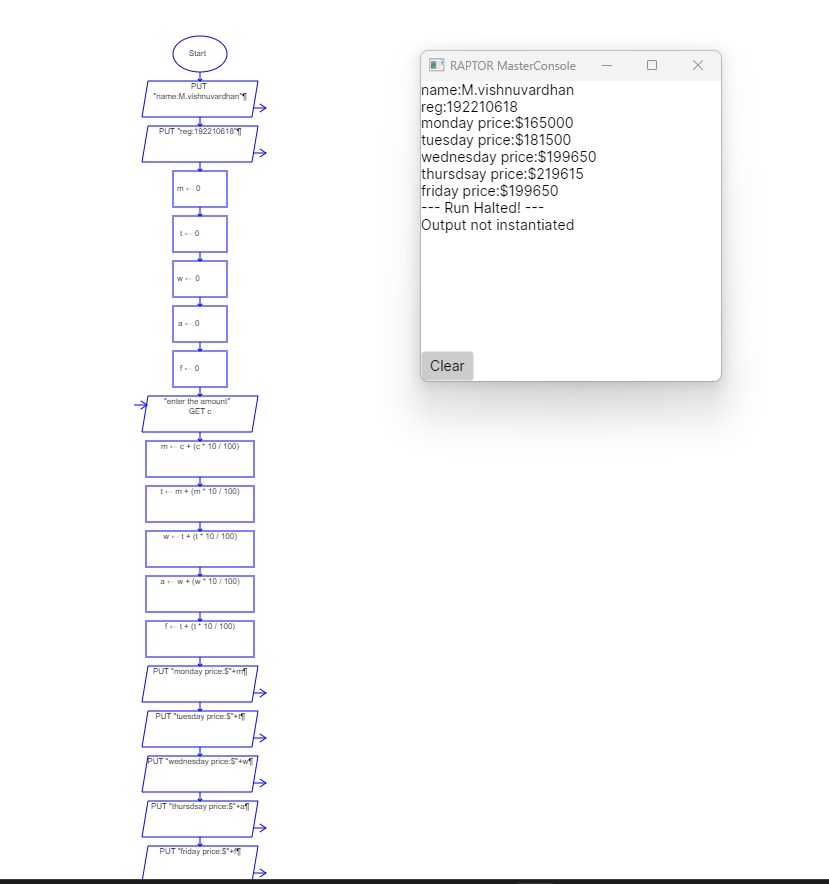 Start
PUT
"name:M.vishnuvardhan"¶
PUT "reg:192210618"¶
m ← 0
t ← 0
w ← 0
a ← 0
f ← 0
"enter the amount"
GET c
m ← c + (c * 10 / 100)
t ← m + (m * 10 / 100)
w ← t + (t * 10 / 100)
a ← w + (w * 10 / 100)
f ← t + (t * 10 / 100)
PUT "monday price:$"+m¶
PUT "tuesday price:$"+t¶
PUT "wednesday price:$"+w¶
PUT "thursdsay price:$"+a¶
PUT "friday price:$"+f¶
RAPTOR MasterConsole
name:M.vishnuvardhan
reg:192210618
monday price:$165000
tuesday price:$181500
wednesday price:$199650
thursdsay price:$219615
friday price:$199650
--- Run Halted! ---
Output not instantiated
Clear